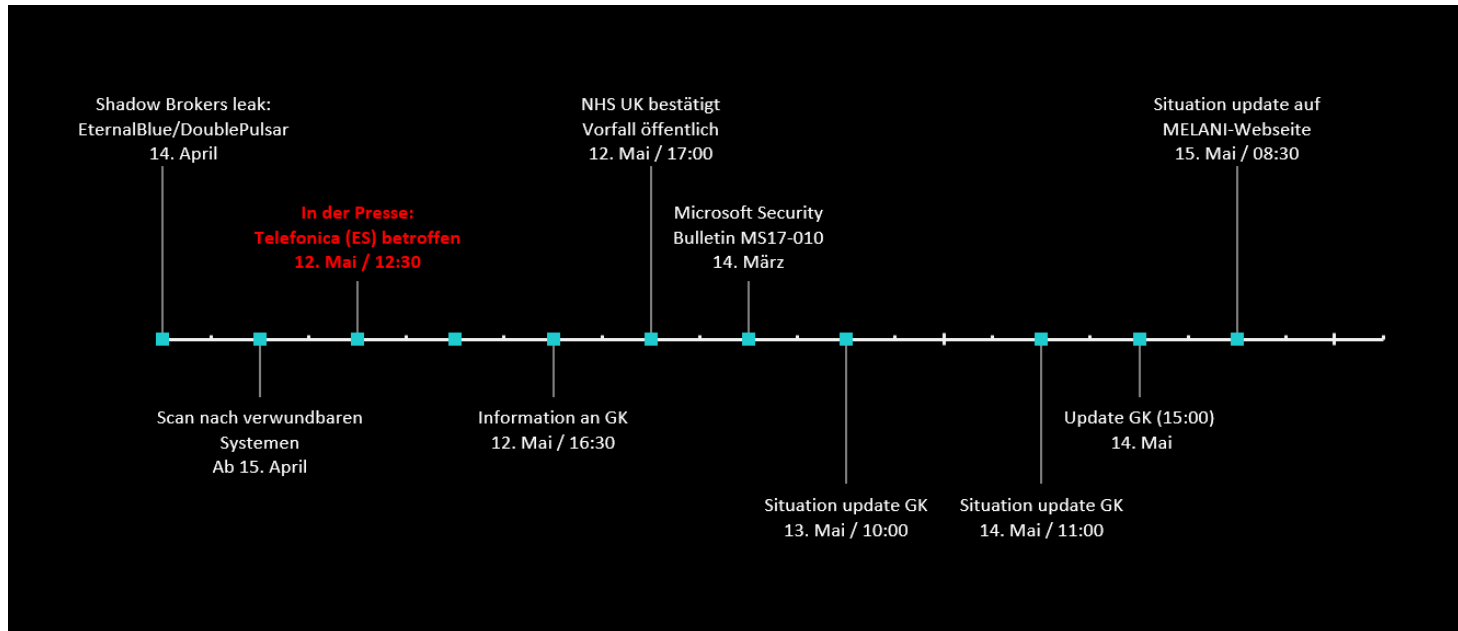 Shadow Brokers leak:
EternalBlue/DoublePulsar
14. April
Scan nach verwundbaren
Systemen
Ab 15. April
In der Presse:
Telefonica (ES) betroffen
12. Mai / 12:30
Information an GK
12. Mai / 16:30
NHS UK bestätigt
Vorfall öffentlich
12. Mai / 17:00
Microsoft Security
Bulletin MS17-010
14. März
Situation update GK
13. Mai / 10:00
Situation update GK
14. Mai / 11:00
Update GK (15:00)
14. Mai
Situation update auf
MELANI-Webseite
15. Mai / 08:30